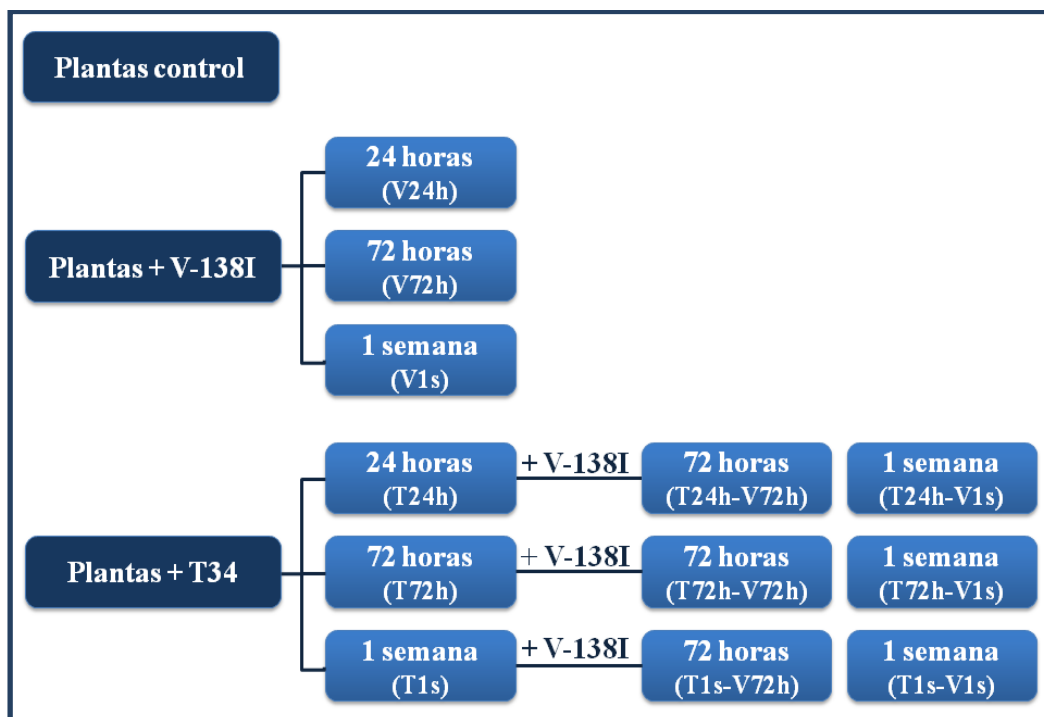 Plantas control
24 horas
(V24h)
Plantas + V-138I
72 horas
(V72h)
1 semana
(V1s)
24 horas
(T24h)
+ V-138I
72 horas
(T24h-V72h)
1 semana
(T24h-V1s)
Plantas + T34
72 horas
(T72h)
+ V-138I
72 horas
(T72h-V72h)
1 semana
(T72h-V1s)
1 semana
(T1s)
+ V-138I
72 horas
(T1s-V72h)
1 semana
(T1s-V1s)